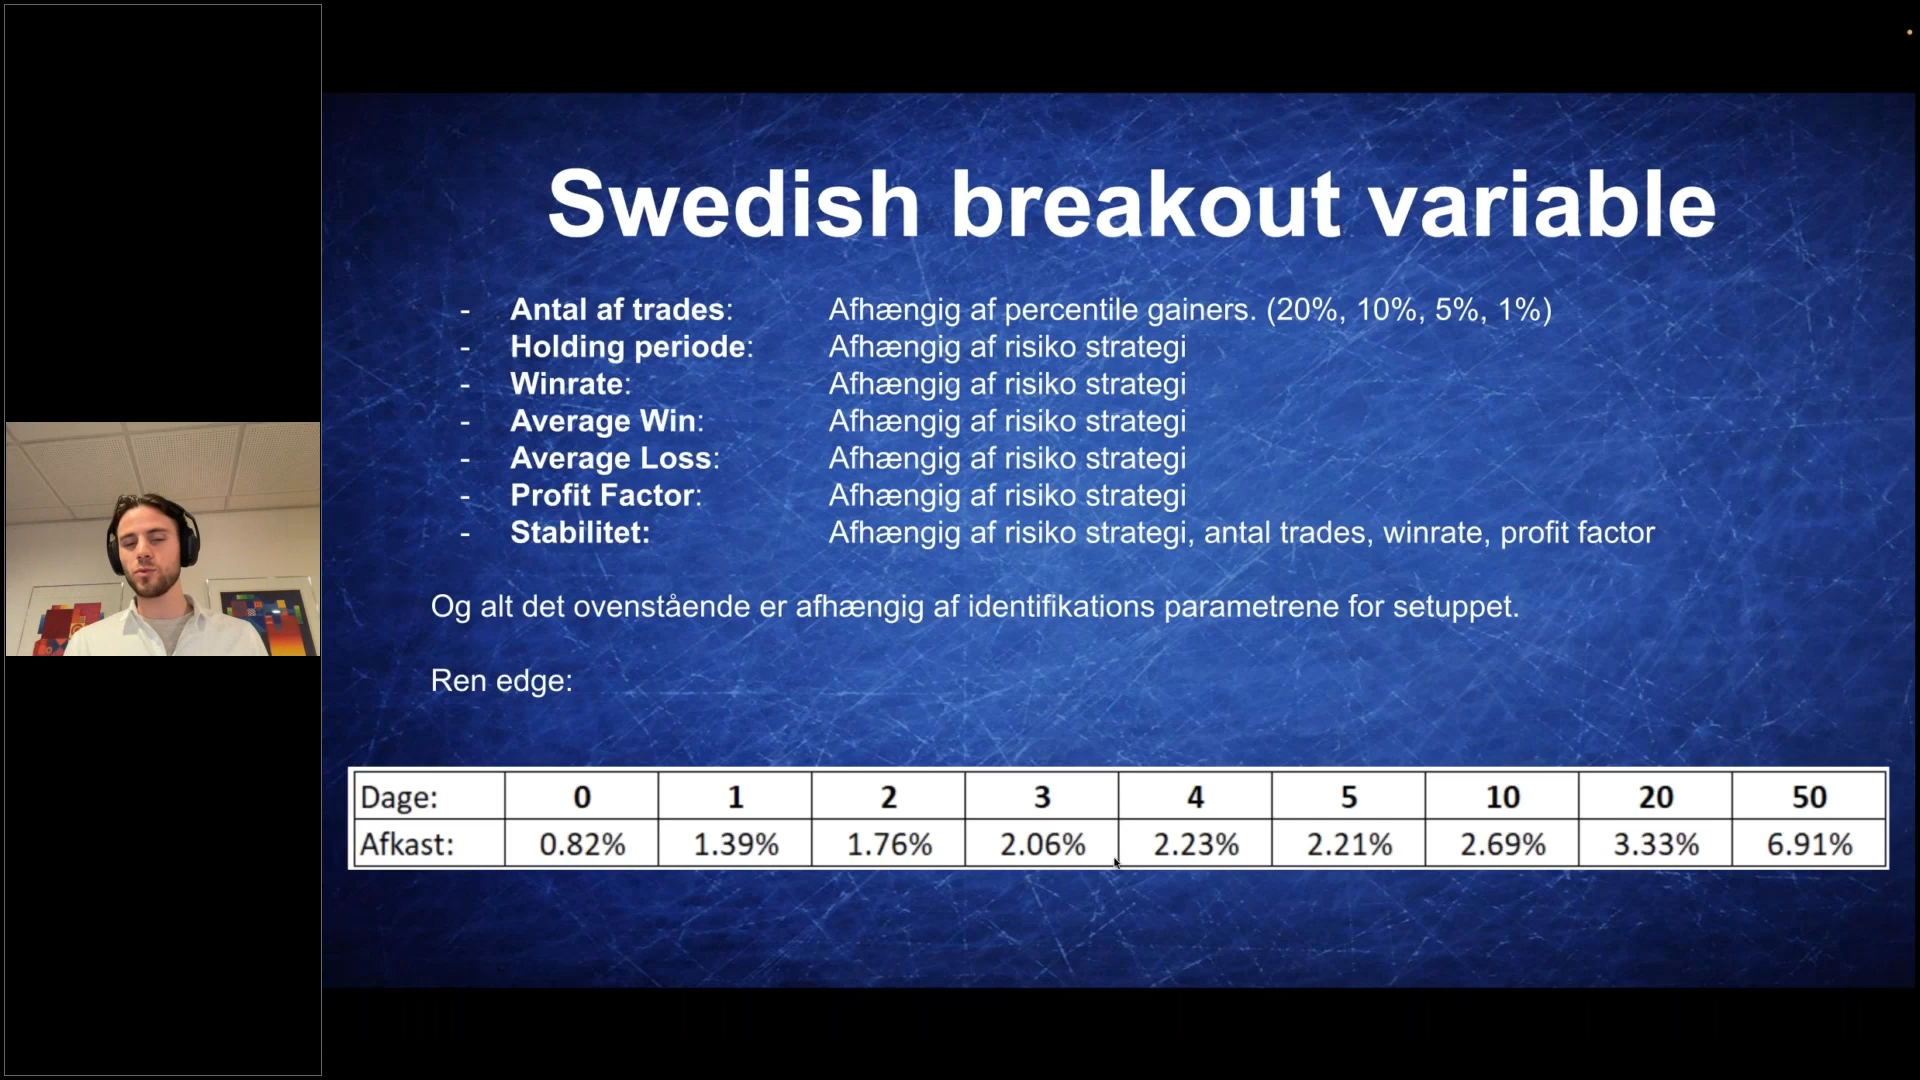 Swedish breakout variable
- Antal af trades: Afhængig af percentile gainers. (20%, 10%, 5%, 1%)
- Holding periode: Afhængig af risiko strategi
- Winrate: Afhængig af risiko strategi
- Average Win: Afhængig af risiko strategi
- Average Loss: Afhængig af risiko strategi
- Profit Factor: Afhængig af risiko strategi
- Stabilitet: Afhængig af risiko strategi, antal trades, winrate, profit factor
Og alt det ovenstående er afhængig af identifikations parametrene for setuppet.
Ren edge:
Dage: 0 1 2 3 4 5 10 20 50
Afkast: 0.82% 1.39% 1.76% 2.06% 2.23% 2.21% 2.69% 3.33% 6.91%